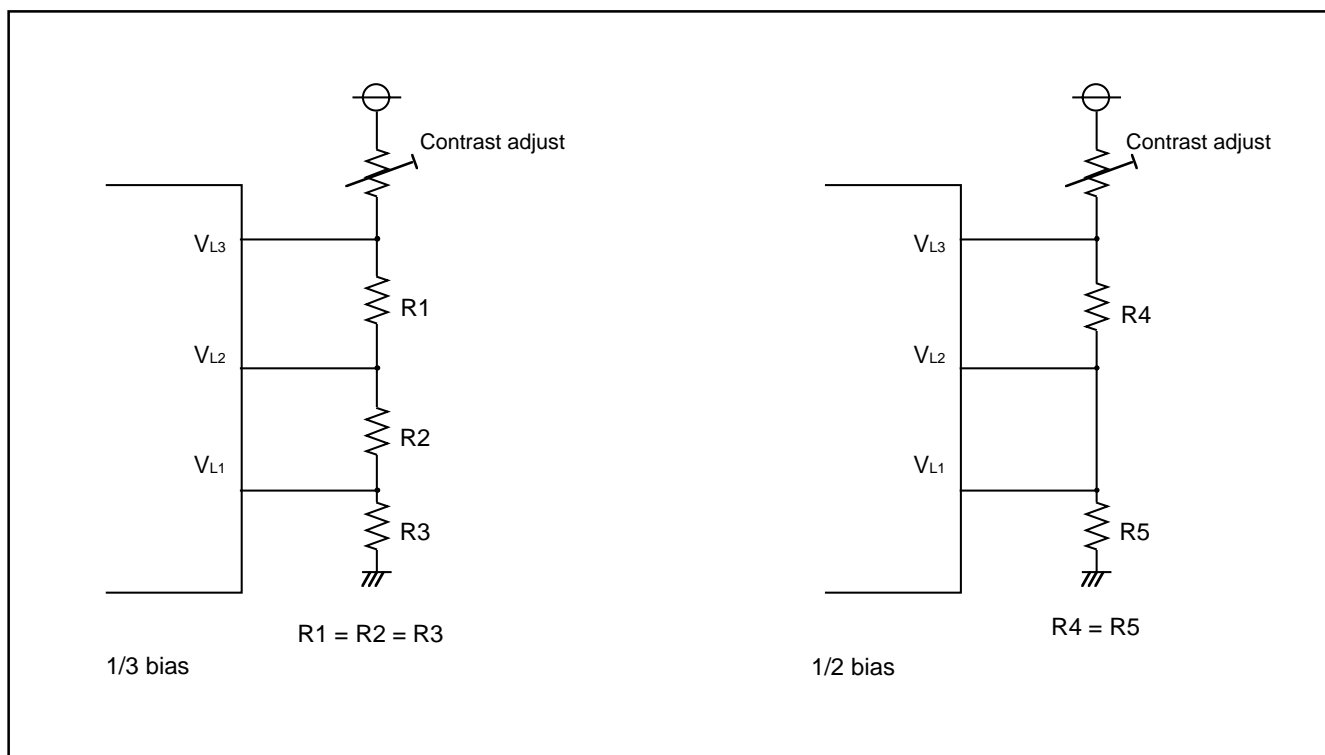 Contrast adjust
VL3
R1
VL2
R2
VL1
R3
R1 = R2 = R3
1/3 bias
Contrast adjust
VL3
R4
VL2
VL1
R5
R4 = R5
1/2 bias